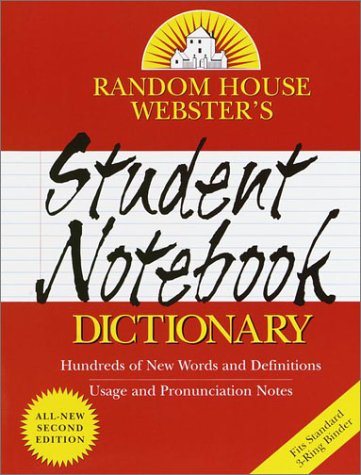 RANDOM HOUSE
WEBSTER'S
Student
Notebook
DICTIONARY
Hundreds of New Words and Definitions
Usage and Pronunciation Notes
ALL-NEW
SECOND
EDITION
Fits Standard
3-Ring Binder